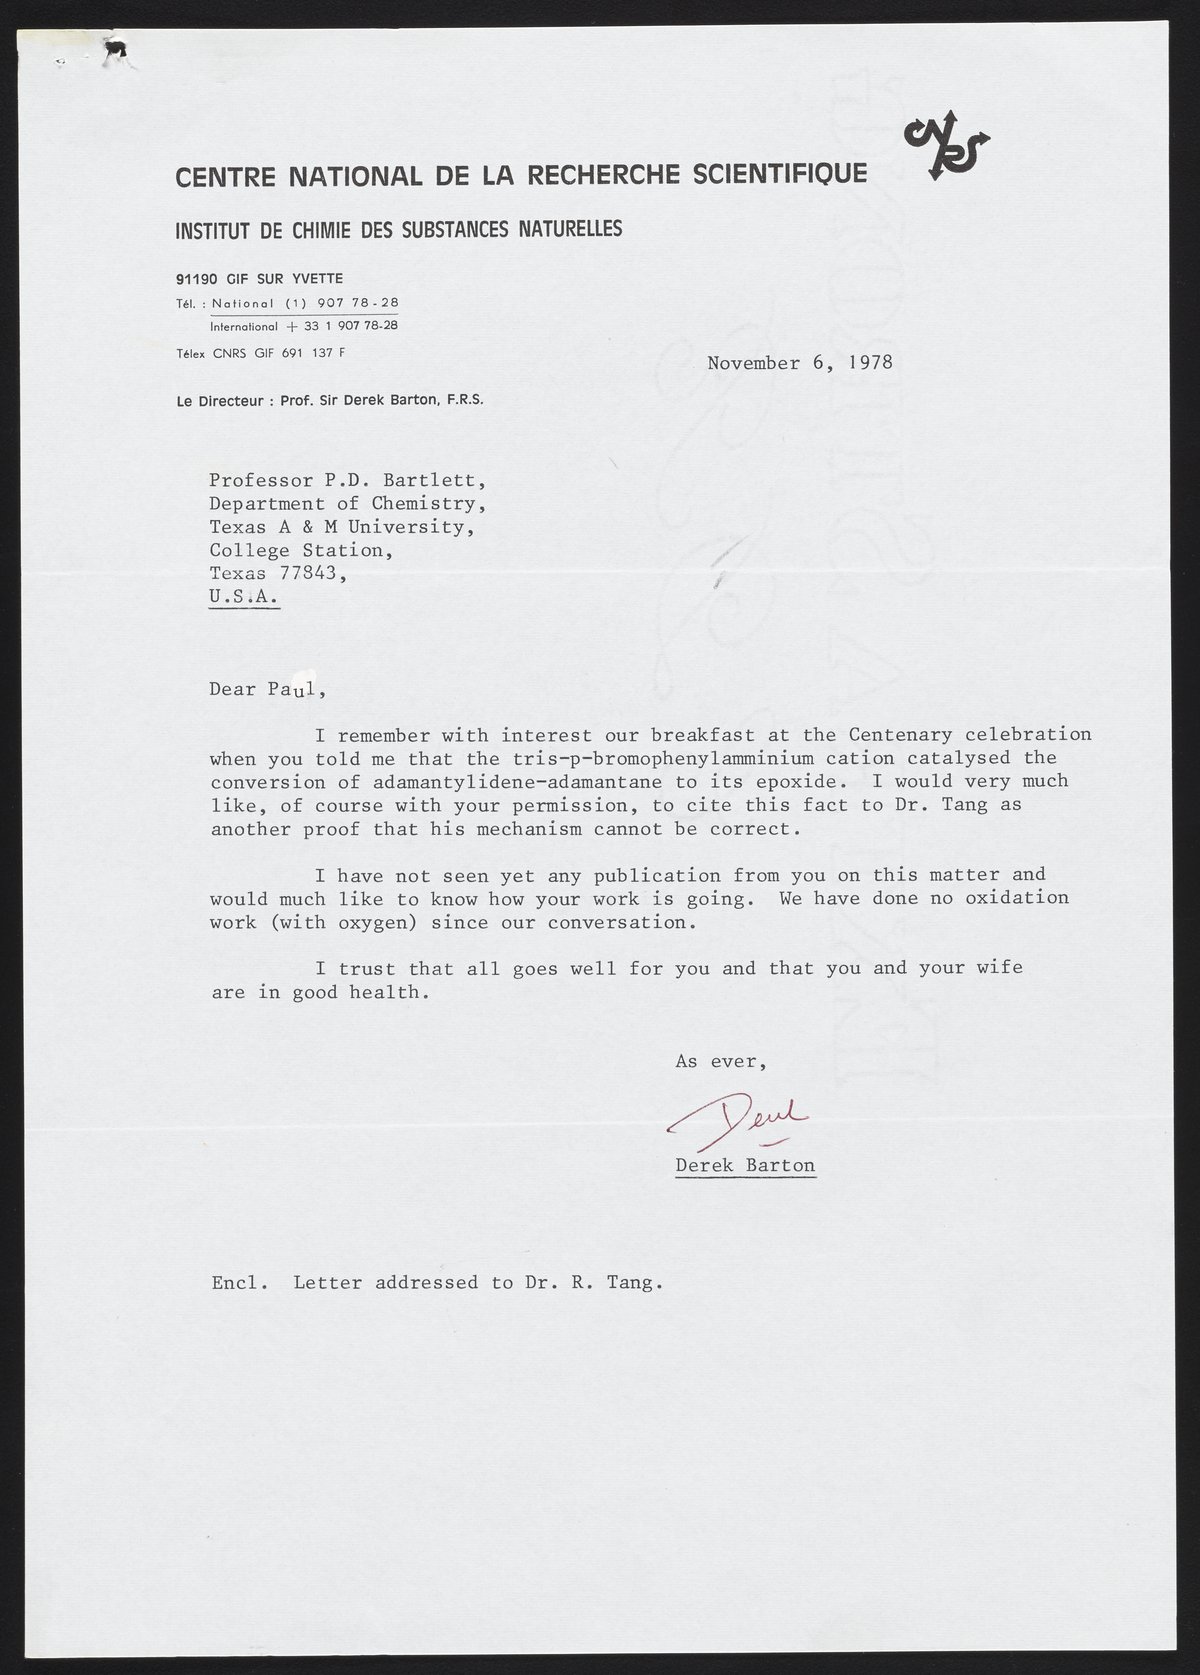 CNRS
CENTRE NATIONAL DE LA RECHERCHE SCIENTIFIQUE
INSTITUT DE CHIMIE DES SUBSTANCES NATURELLES
91190 GIF SUR YVETTE
Tél. : National (1) 907 78-28
International + 33 1 907 78-28
Télex CNRS GIF 691 137 F
November 6, 1978
Le Directeur : Prof. Sir Derek Barton, F.R.S.
Professor P.D. Bartlett,
Department of Chemistry,
Texas A & M University,
College Station,
Texas 77843,
U.S.A.
Dear Paul,
I remember with interest our breakfast at the Centenary celebration
when you told me that the tris-p-bromophenylamminium cation catalysed the
conversion of adamantylidene-adamantane to its epoxide. I would very much
like, of course with your permission, to cite this fact to Dr. Tang as
another proof that his mechanism cannot be correct.
I have not seen yet any publication from you on this matter and
would much like to know how your work is going. We have done no oxidation
work (with oxygen) since our conversation.
I trust that all goes well for you and that you and your wife
are in good health.
As ever,
Derek
Derek Barton
Encl. Letter addressed to Dr. R. Tang.